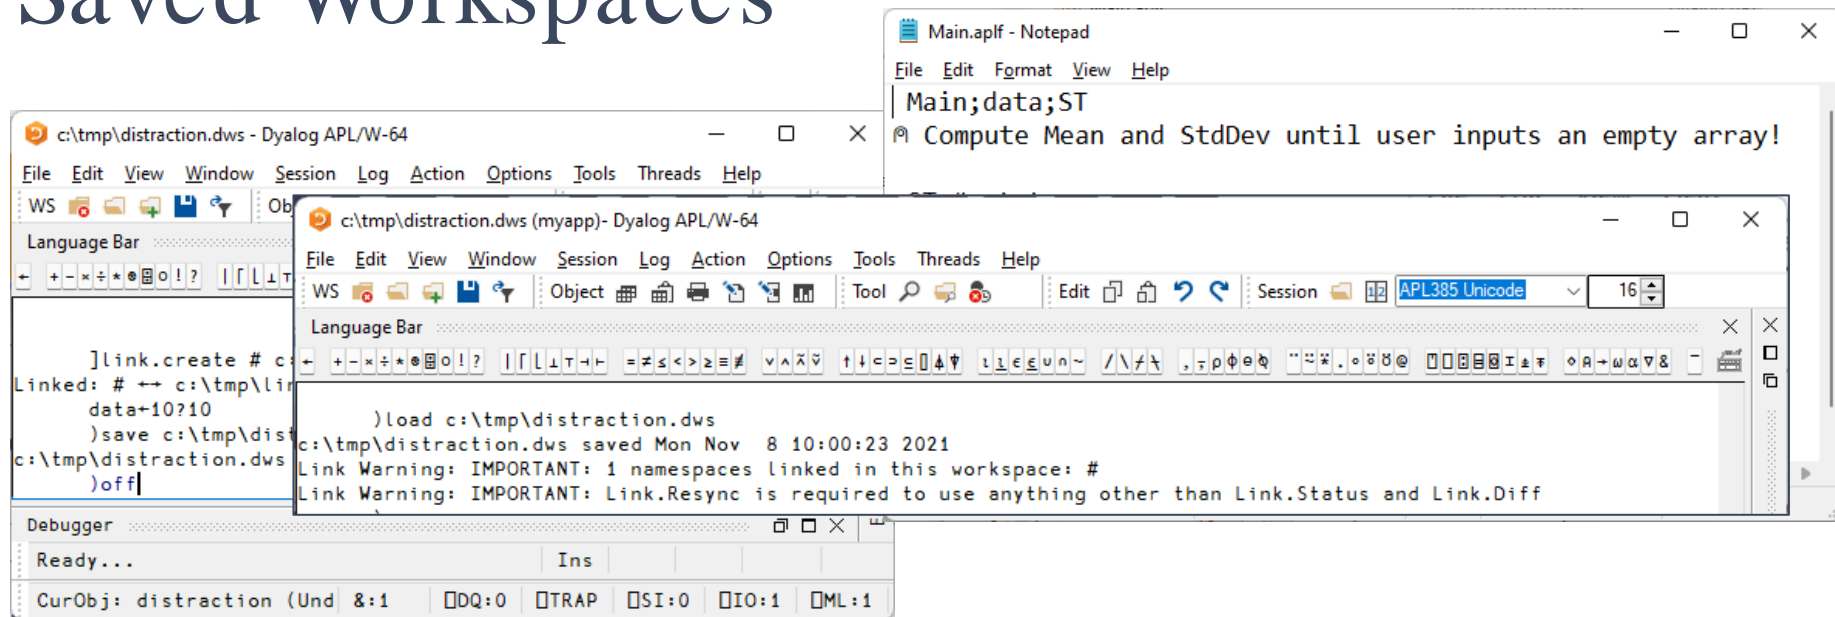 Saved Workspaces
Main.aplf - Notepad
File Edit Format View Help
Main;data;ST
⍝ Compute Mean and StdDev until user inputs an empty array!
c:\tmp\distraction.dws - Dyalog APL/W-64
File Edit View Window Session Log Action Options Tools Threads Help
WS
Language Bar
← + - × ÷ * ⍟ ⌹ ○ ! ? | ⌈ ⌊ ⊥ ⊤
]link.create # c:
Linked: # ←→ c:\tmp\lin
data←10?10
)save c:\tmp\dist
c:\tmp\distraction.dws
)off
Debugger
Ready... Ins
CurObj: distraction (Und &:1 ⎕DQ:0 ⎕TRAP ⎕SI:0 ⎕IO:1 ⎕ML:1
c:\tmp\distraction.dws (myapp)- Dyalog APL/W-64
File Edit View Window Session Log Action Options Tools Threads Help
WS Object Tool Edit Session APL385 Unicode 16
Language Bar
← + - × ÷ * ⍟ ⌹ ○ ! ? | ⌈ ⌊ ⊥ ⊤ ⊣ ⊢ = ≠ ≤ < > ≥ ≡ ≢ ∨ ∧ ⍲ ⍱ ↑ ↓ ⊂ ⊃ ⊆ ⌷ ⍋ ⍒ ⍳ ⍸ ∊ ⍷ ∪ ∩ ~ / \ ⌿ ⍀ , ⍪ ⍴ ⌽ ⊖ ⍉ ¨ ⍨ ⍣ . ∘ ⍤ ⍥ @ ⍞ ⎕ ⍠ ⌸ ⌺ ⌶ ⍎ ⍕ ⋄ ⍝ → ⍵ ⍺ ∇ & ¯
)load c:\tmp\distraction.dws
c:\tmp\distraction.dws saved Mon Nov  8 10:00:23 2021
Link Warning: IMPORTANT: 1 namespaces linked in this workspace: #
Link Warning: IMPORTANT: Link.Resync is required to use anything other than Link.Status and Link.Diff